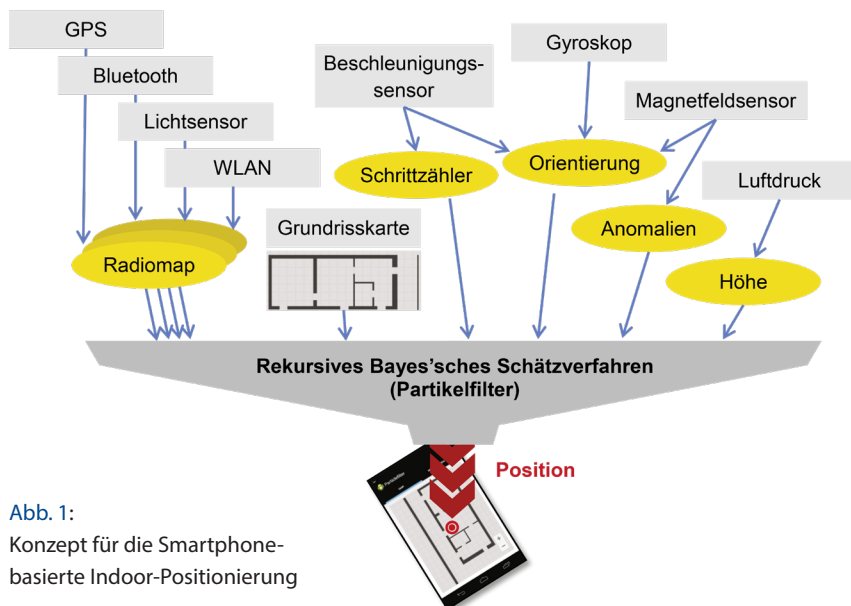 GPS
Bluetooth
Lichtsensor
WLAN
Radiomap
Grundrisskarte
Beschleunigungs-
sensor
Gyroskop
Magnetfeldsensor
Schrittzähler
Orientierung
Luftdruck
Anomalien
Höhe
Rekursives Bayes'sches Schätzverfahren
(Partikelfilter)
Position
Partikelfilter
Abb. 1:
Konzept für die Smartphone-
basierte Indoor-Positionierung